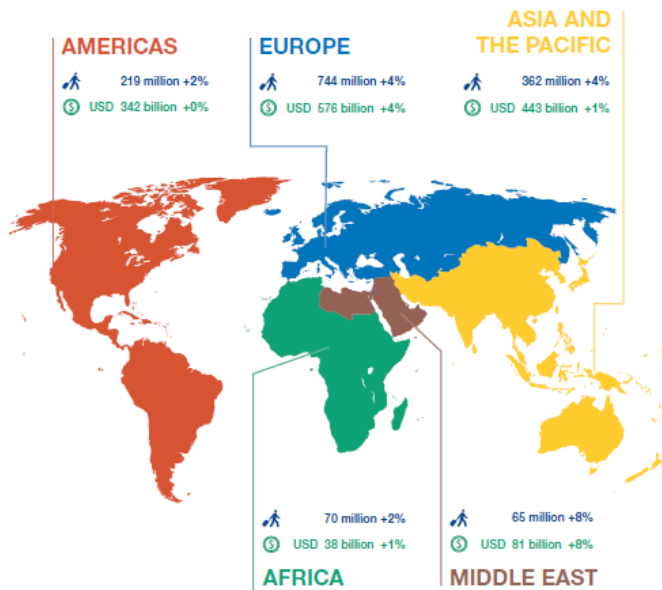 AMERICAS
219 million +2%
USD 342 billion +0%
EUROPE
744 million +4%
USD 576 billion +4%
ASIA AND
THE PACIFIC
362 million +4%
USD 443 billion +1%
70 million +2%
USD 38 billion +1%
AFRICA
65 million +8%
USD 81 billion +8%
MIDDLE EAST